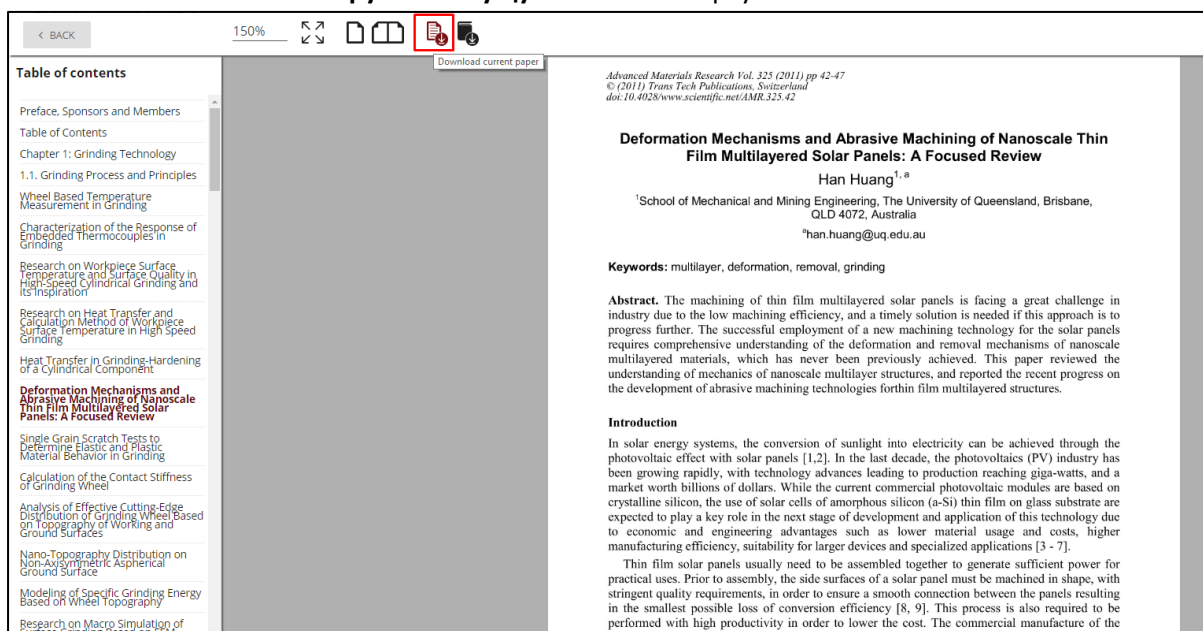 < BACK
150%
Download current paper
Table of contents
Preface, Sponsors and Members
Table of Contents
Chapter 1: Grinding Technology
1.1. Grinding Process and Principles
Wheel Based Temperature
Measurement in Grinding
Characterization of the Response of
Embedded Thermocouples in
Grinding
Research on Workpiece Surface
Temperature and Surface Quality in
High-Speed Cylindrical Grinding and
its Inspiration
Research on Heat Transfer and
Calculation Method of Workpiece
Surface Temperature in High Speed
Grinding
Heat Transfer in Grinding-Hardening
of a Cylindrical Component
Deformation Mechanisms and
Abrasive Machining of Nanoscale
Thin Film Multilayered Solar
Panels: A Focused Review
Single Grain Scratch Tests to
Determine Elastic and Plastic
Material Behavior in Grinding
Calculation of the Contact Stiffness
of Grinding Wheel
Analysis of Effective Cutting-Edge
Distribution of Grinding Wheel Based
on Topography of Working and
Ground Surfaces
Nano-Topography Distribution on
Non-Axisymmetric Aspherical
Ground Surface
Modeling of Specific Grinding Energy
Based on Wheel Topography
Research on Macro Simulation of
Advanced Materials Research Vol. 325 (2011) pp 42-47
© (2011) Trans Tech Publications, Switzerland
doi:10.4028/www.scientific.net/AMR.325.42
Deformation Mechanisms and Abrasive Machining of Nanoscale Thin
Film Multilayered Solar Panels: A Focused Review
Han Huang1, a
1School of Mechanical and Mining Engineering, The University of Queensland, Brisbane,
QLD 4072, Australia
ahan.huang@uq.edu.au
Keywords: multilayer, deformation, removal, grinding
Abstract. The machining of thin film multilayered solar panels is facing a great challenge in
industry due to the low machining efficiency, and a timely solution is needed if this approach is to
progress further. The successful employment of a new machining technology for the solar panels
requires comprehensive understanding of the deformation and removal mechanisms of nanoscale
multilayered materials, which has never been previously achieved. This paper reviewed the
understanding of mechanics of nanoscale multilayer structures, and reported the recent progress on
the development of abrasive machining technologies forthin film multilayered structures.
Introduction
In solar energy systems, the conversion of sunlight into electricity can be achieved through the
photovoltaic effect with solar panels [1,2]. In the last decade, the photovoltaics (PV) industry has
been growing rapidly, with technology advances leading to production reaching giga-watts, and a
market worth billions of dollars. While the current commercial photovoltaic modules are based on
crystalline silicon, the use of solar cells of amorphous silicon (a-Si) thin film on glass substrate are
expected to play a key role in the next stage of development and application of this technology due
to economic and engineering advantages such as lower material usage and costs, higher
manufacturing efficiency, suitability for larger devices and specialized applications [3 - 7].
Thin film solar panels usually need to be assembled together to generate sufficient power for
practical uses. Prior to assembly, the side surfaces of a solar panel must be machined in shape, with
stringent quality requirements, in order to ensure a smooth connection between the panels resulting
in the smallest possible loss of conversion efficiency [8, 9]. This process is also required to be
performed with high productivity in order to lower the cost. The commercial manufacture of the